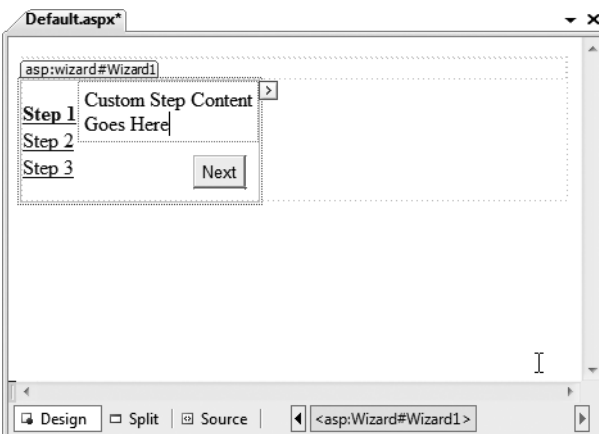 Default.aspx*
asp:wizard#Wizard1
Custom Step Content
Goes Here
Step 1
Step 2
Step 3
Next
Design Split Source <asp:Wizard#Wizard1>